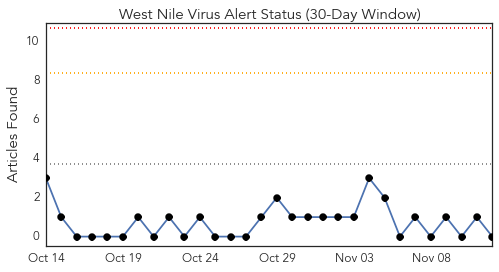 West Nile Virus Alert Status (30-Day Window)
Articles Found
10
8
6
4
2
0
Oct 14 Oct 19 Oct 24 Oct 29 Nov 03 Nov 08